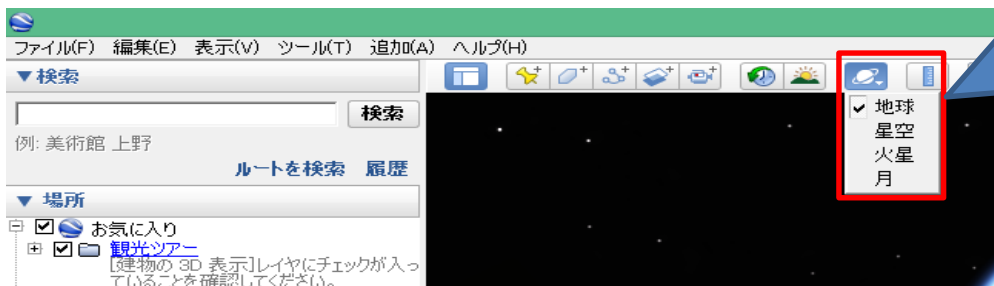 ファイル(F) 編集(E) 表示(V) ツール(T) 追加(A) ヘルプ(H)
▼検索
検索
例: 美術館 上野
ルートを検索 履歴
▼ 場所
お気に入り
観光ツアー
[建物の 3D 表示]レイヤにチェックが入っ
ていることを確認してください。
地球
星空
火星
月